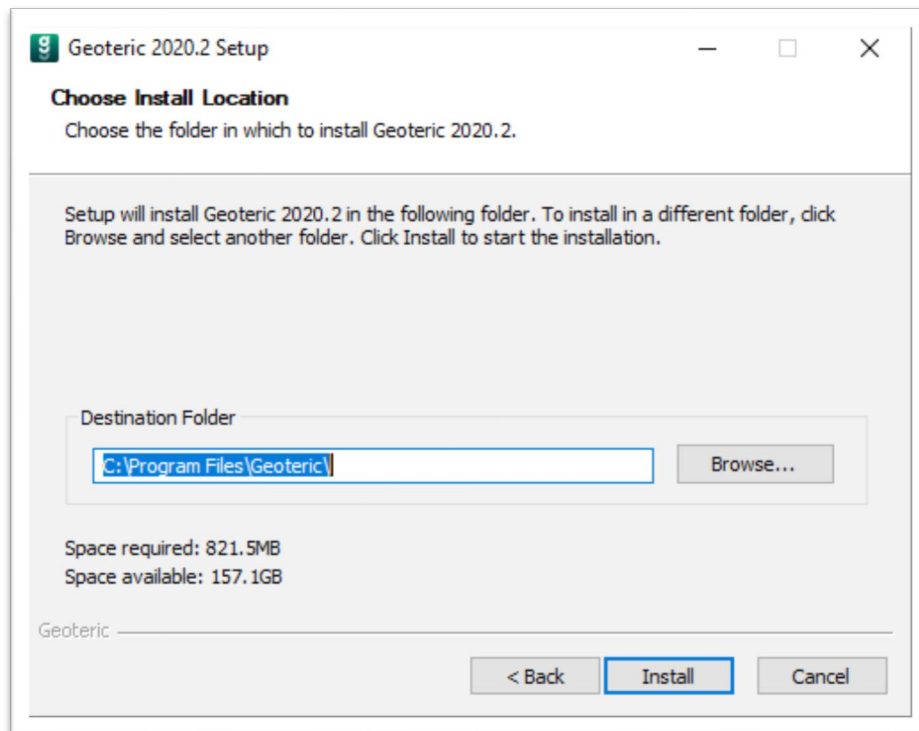 g Geoteric 2020.2 Setup
Choose Install Location
Choose the folder in which to install Geoteric 2020.2.
Setup will install Geoteric 2020.2 in the following folder. To install in a different folder, click
Browse and select another folder. Click Install to start the installation.
Destination Folder
C:\Program Files\Geoteric\
Browse...
Space required: 821.5MB
Space available: 157.1GB
Geoteric
< Back Install Cancel